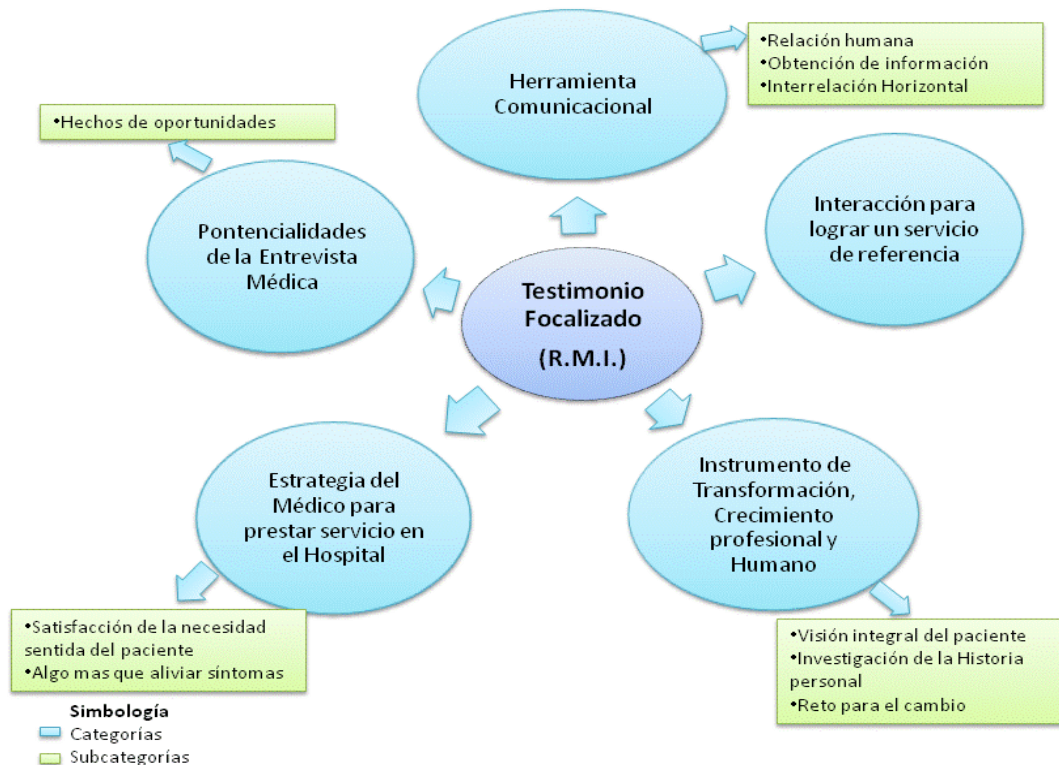 Herramienta
Comunicacional
•Relación humana
•Obtención de información
•Interrelación Horizontal
•Hechos de oportunidades
Pontencialidades
de la Entrevista
Médica
Interacción para
lograr un servicio
de referencia
Testimonio
Focalizado
(R.M.I.)
Estrategia del
Médico para
prestar servicio en
el Hospital
Instrumento de
Transformación,
Crecimiento
profesional y
Humano
•Satisfacción de la necesidad
sentida del paciente
•Algo mas que aliviar síntomas
•Visión integral del paciente
•Investigación de la Historia
personal
•Reto para el cambio
Simbología
Categorías
Subcategorías